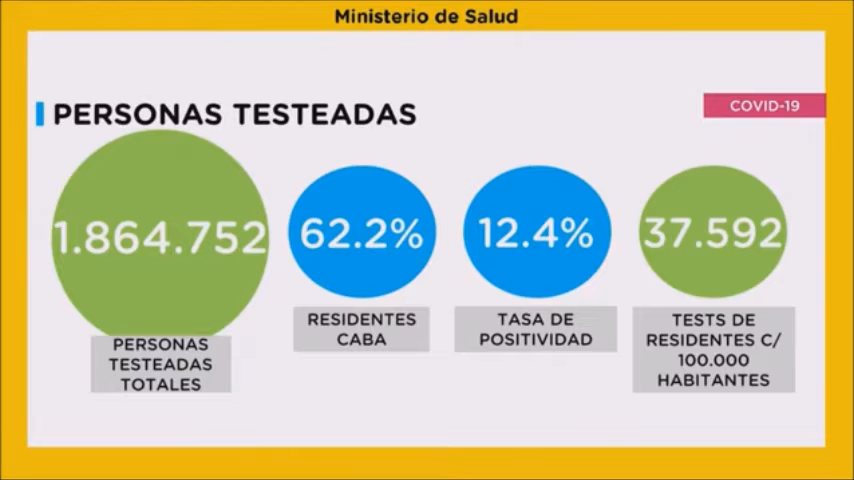 Ministerio de Salud
PERSONAS TESTEADAS
COVID-19
1.864.752
62.2%
12.4%
37.592
PERSONAS
TESTEADAS
TOTALES
RESIDENTES
CABA
TASA DE
POSITIVIDAD
TESTS DE
RESIDENTES C/
100.000
HABITANTES